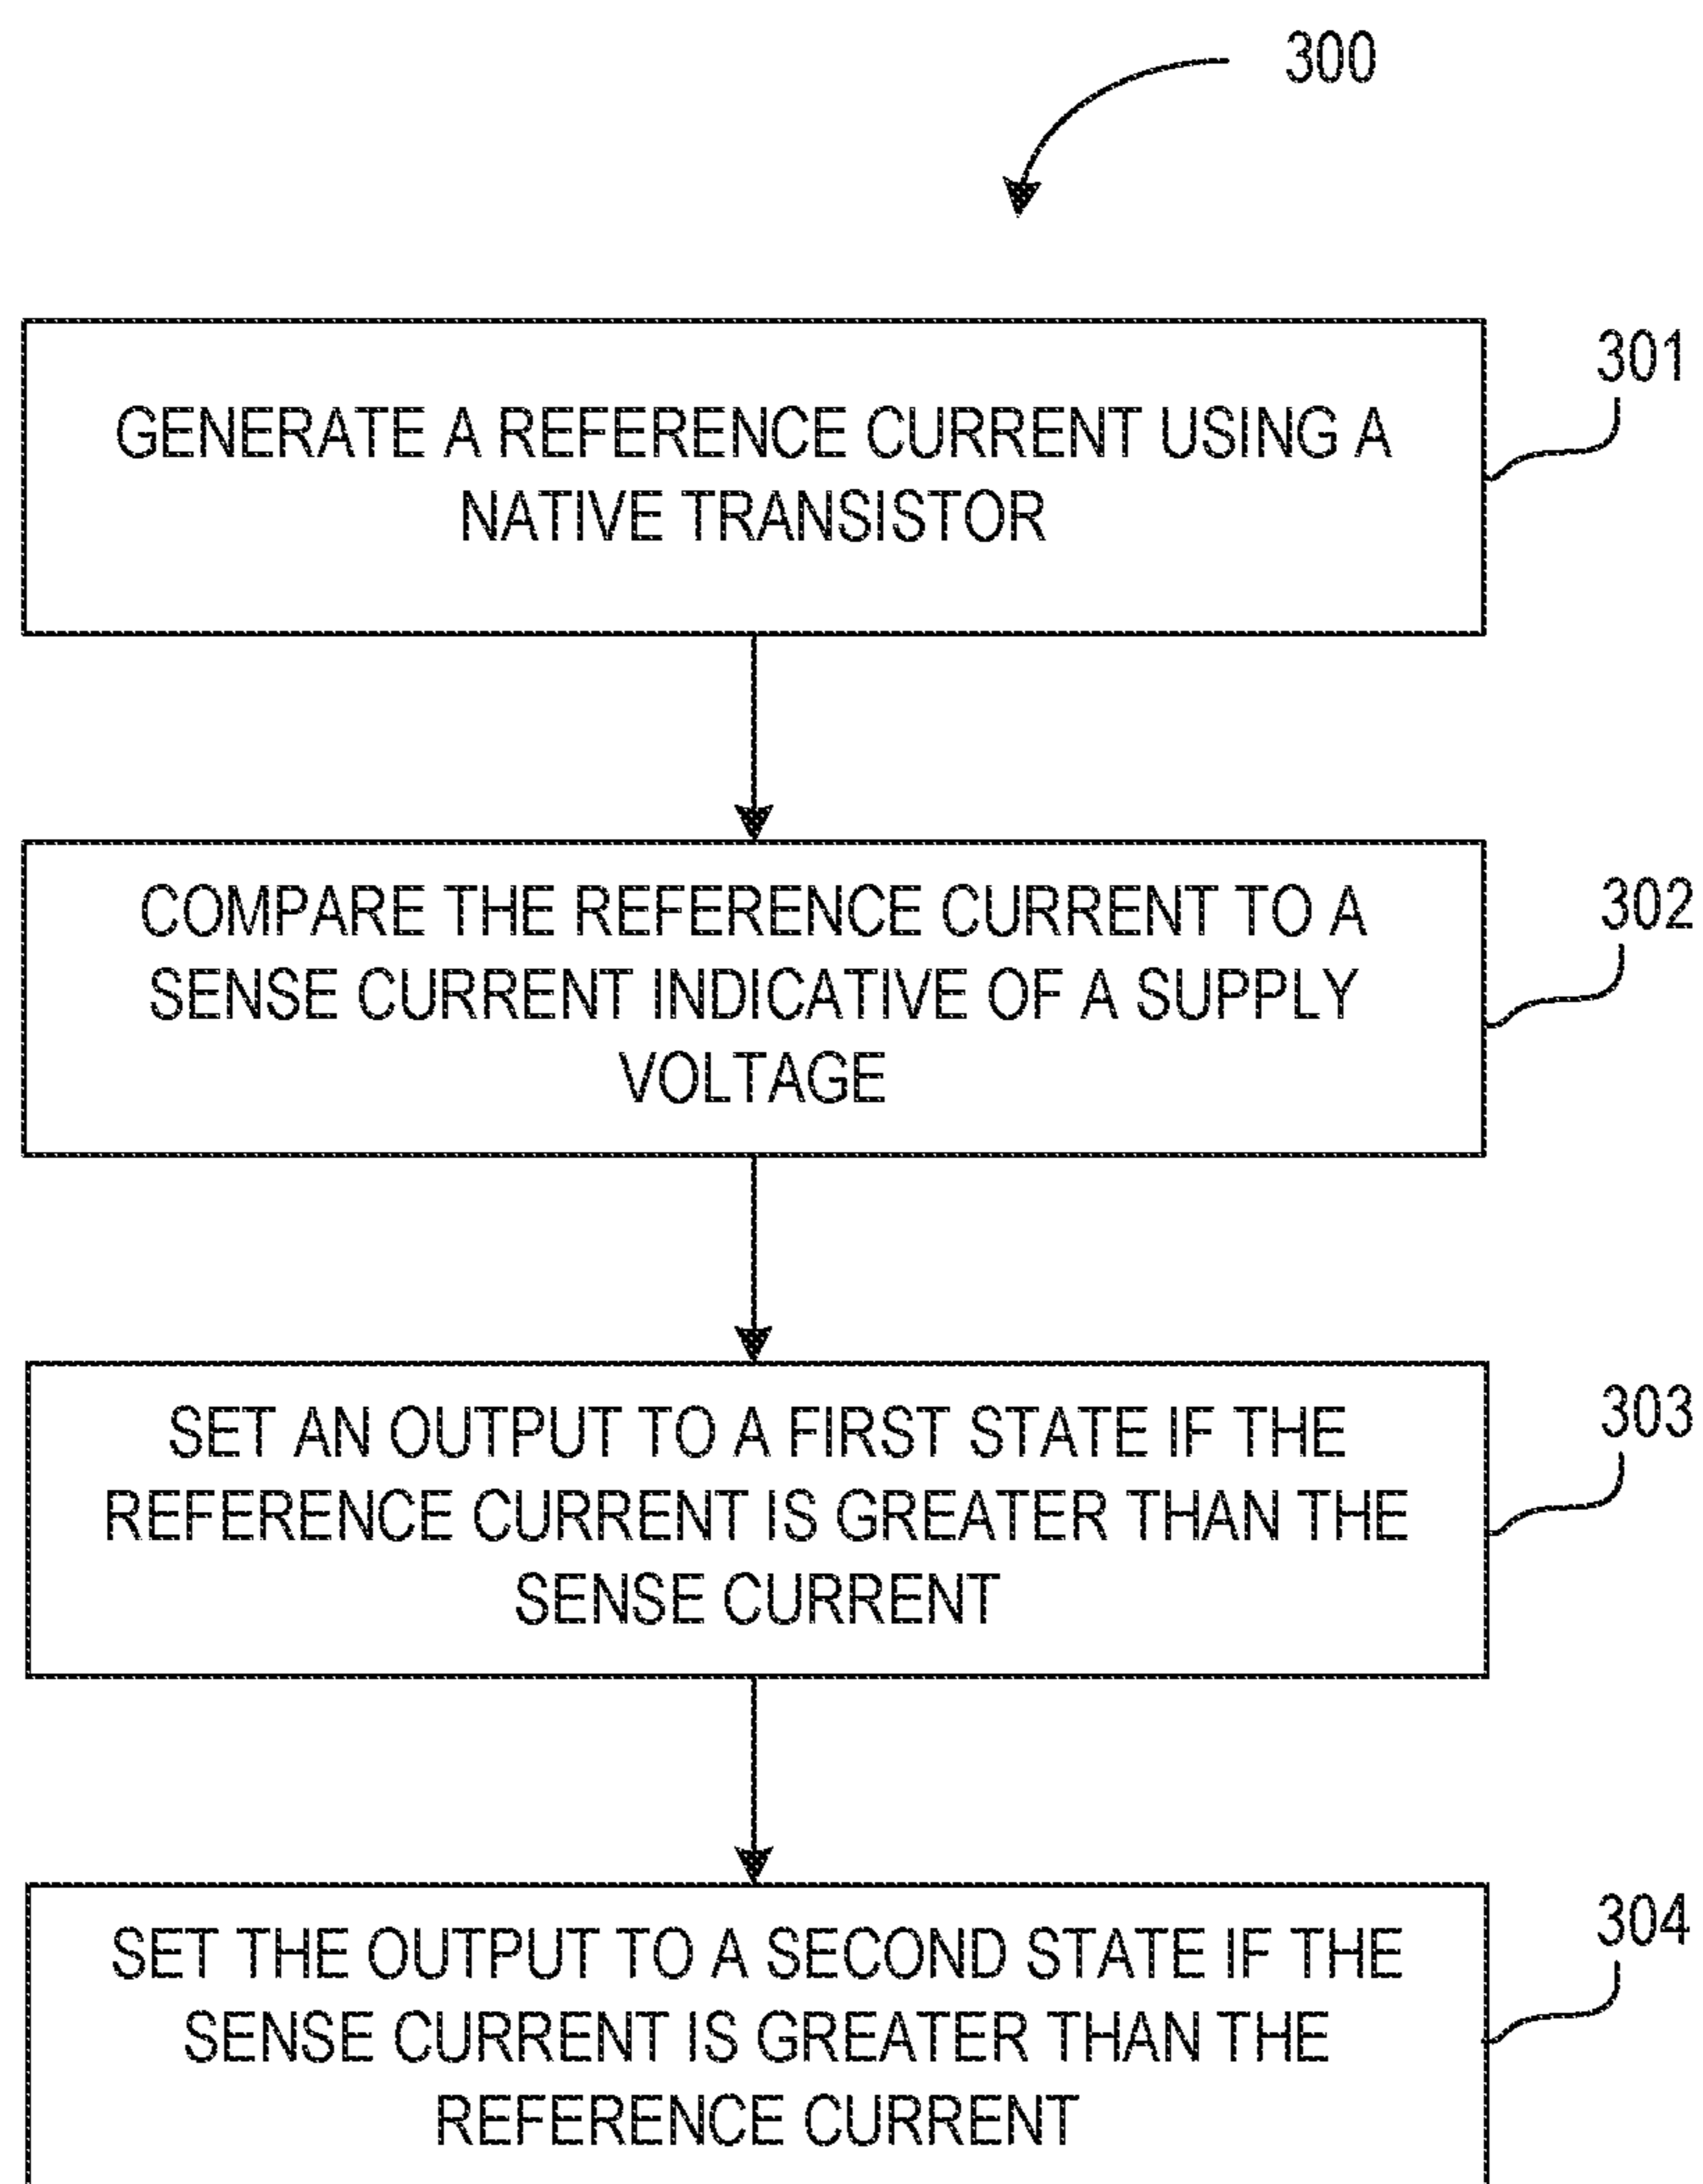 300
301
GENERATE A REFERENCE CURRENT USING A
NATIVE TRANSISTOR
302
COMPARE THE REFERENCE CURRENT TO A
SENSE CURRENT INDICATIVE OF A SUPPLY
VOLTAGE
303
SET AN OUTPUT TO A FIRST STATE IF THE
REFERENCE CURRENT IS GREATER THAN THE
SENSE CURRENT
304
SET THE OUTPUT TO A SECOND STATE IF THE
SENSE CURRENT IS GREATER THAN THE
REFERENCE CURRENT